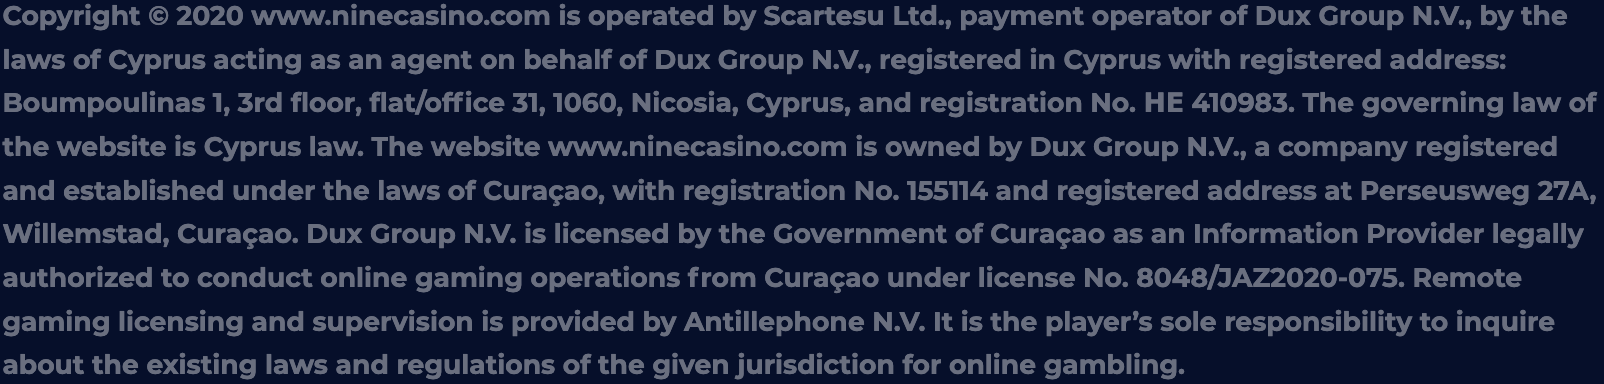 Copyright © 2020 www.ninecasino.com is operated by Scartesu Ltd., payment operator of Dux Group N.V., by the
laws of Cyprus acting as an agent on behalf of Dux Group N.V., registered in Cyprus with registered address:
Boumpoulinas 1, 3rd floor, flat/office 31, 1060, Nicosia, Cyprus, and registration No. HE 410983. The governing law of
the website is Cyprus law. The website www.ninecasino.com is owned by Dux Group N.V., a company registered
and established under the laws of Curaçao, with registration No. 155114 and registered address at Perseusweg 27A,
Willemstad, Curaçao. Dux Group N.V. is licensed by the Government of Curaçao as an Information Provider legally
authorized to conduct online gaming operations from Curaçao under license No. 8048/JAZ2020-075. Remote
gaming licensing and supervision is provided by Antillephone N.V. It is the player’s sole responsibility to inquire
about the existing laws and regulations of the given jurisdiction for online gambling.